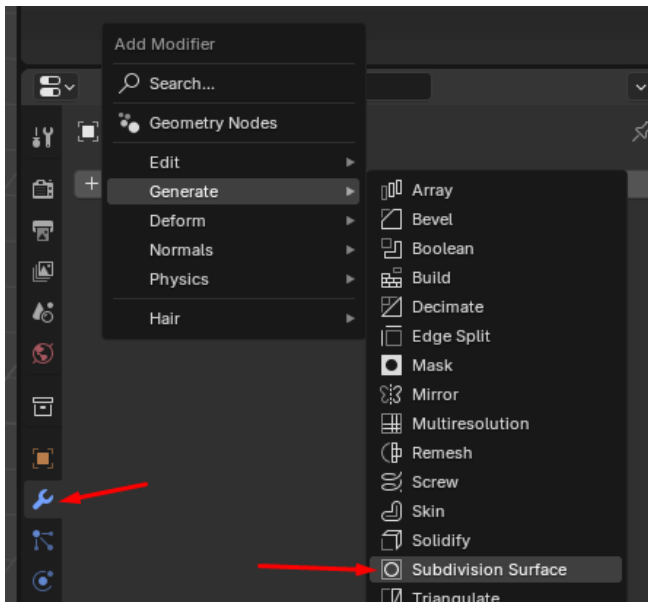 Add Modifier
Search...
Geometry Nodes
Edit
Generate
Deform
Normals
Physics
Hair
Array
Bevel
Boolean
Build
Decimate
Edge Split
Mask
Mirror
Multiresolution
Remesh
Screw
Skin
Solidify
Subdivision Surface
Triangulate